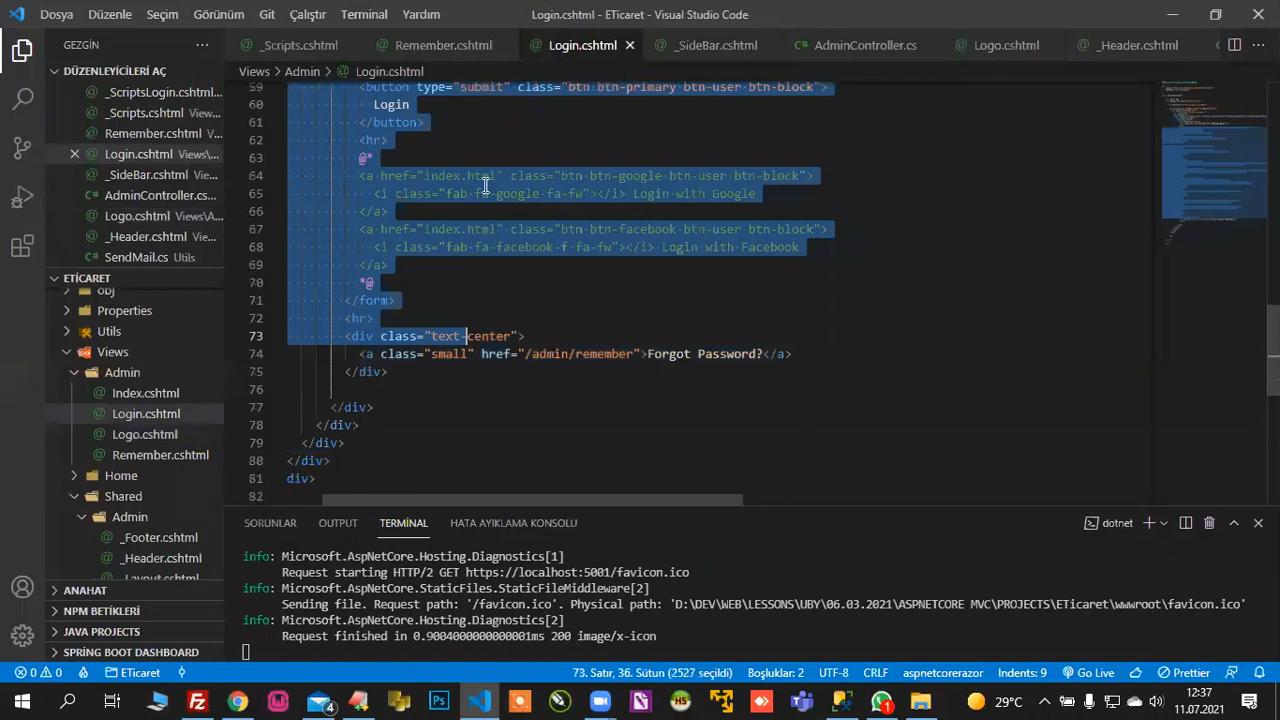 Dosya Düzenle Seçim Görünüm Git Çalıştır Terminal Yardım Login.cshtml - ETicaret - Visual Studio Code
GEZGİN
_Scripts.cshtml Remember.cshtml Login.cshtml _SideBar.cshtml AdminController.cs Logo.cshtml _Header.cshtml
Views > Admin > Login.cshtml
DÜZENLEYİCİLERİ AÇ
_ScriptsLogin.cshtml...
_Scripts.cshtml View...
Remember.cshtml V...
Login.cshtml Views\...
_SideBar.cshtml View...
AdminController.cs...
Logo.cshtml Views\A...
_Header.cshtml View...
SendMail.cs Utils
ETİCARET
obj
Properties
Utils
Views
Admin
Index.cshtml
Login.cshtml
Logo.cshtml
Remember.cshtml
Home
Shared
Admin
_Footer.cshtml
_Header.cshtml
_Layout.cshtml
ANAHAT
NPM BETİKLERİ
JAVA PROJECTS
SPRING BOOT DASHBOARD
59 <button type="submit" class="btn btn-primary btn-user btn-block">
60 Login
61 </button>
62 <hr>
63 @*
64 <a href="index.html" class="btn btn-google btn-user btn-block">
65 <i class="fab fa-google fa-fw"></i> Login with Google
66 </a>
67 <a href="index.html" class="btn btn-facebook btn-user btn-block">
68 <i class="fab fa-facebook-f fa-fw"></i> Login with Facebook
69 </a>
70 *@
71 </form>
72 <hr>
73 <div class="text-center">
74 <a class="small" href="/admin/remember">Forgot Password?</a>
75 </div>
76
77 </div>
78 </div>
79 </div>
80 </div>
81 div>
82
SORUNLAR OUTPUT TERMİNAL HATA AYIKLAMA KONSOLU dotnet
info: Microsoft.AspNetCore.Hosting.Diagnostics[1]
Request starting HTTP/2 GET https://localhost:5001/favicon.ico
info: Microsoft.AspNetCore.StaticFiles.StaticFileMiddleware[2]
Sending file. Request path: '/favicon.ico'. Physical path: 'D:\DEV\WEB\LESSONS\UBY\06.03.2021\ASPNETCORE MVC\PROJECTS\ETicaret\wwwroot\favicon.ico'
info: Microsoft.AspNetCore.Hosting.Diagnostics[2]
Request finished in 0.9004000000000001ms 200 image/x-icon
0 0 ETicaret 73. Satır, 36. Sütun (2527 seçildi) Boşluklar: 2 UTF-8 CRLF aspnetcorerazor Indents: 9 Go Live Prettier
4 1 29°C 12:37
11.07.2021